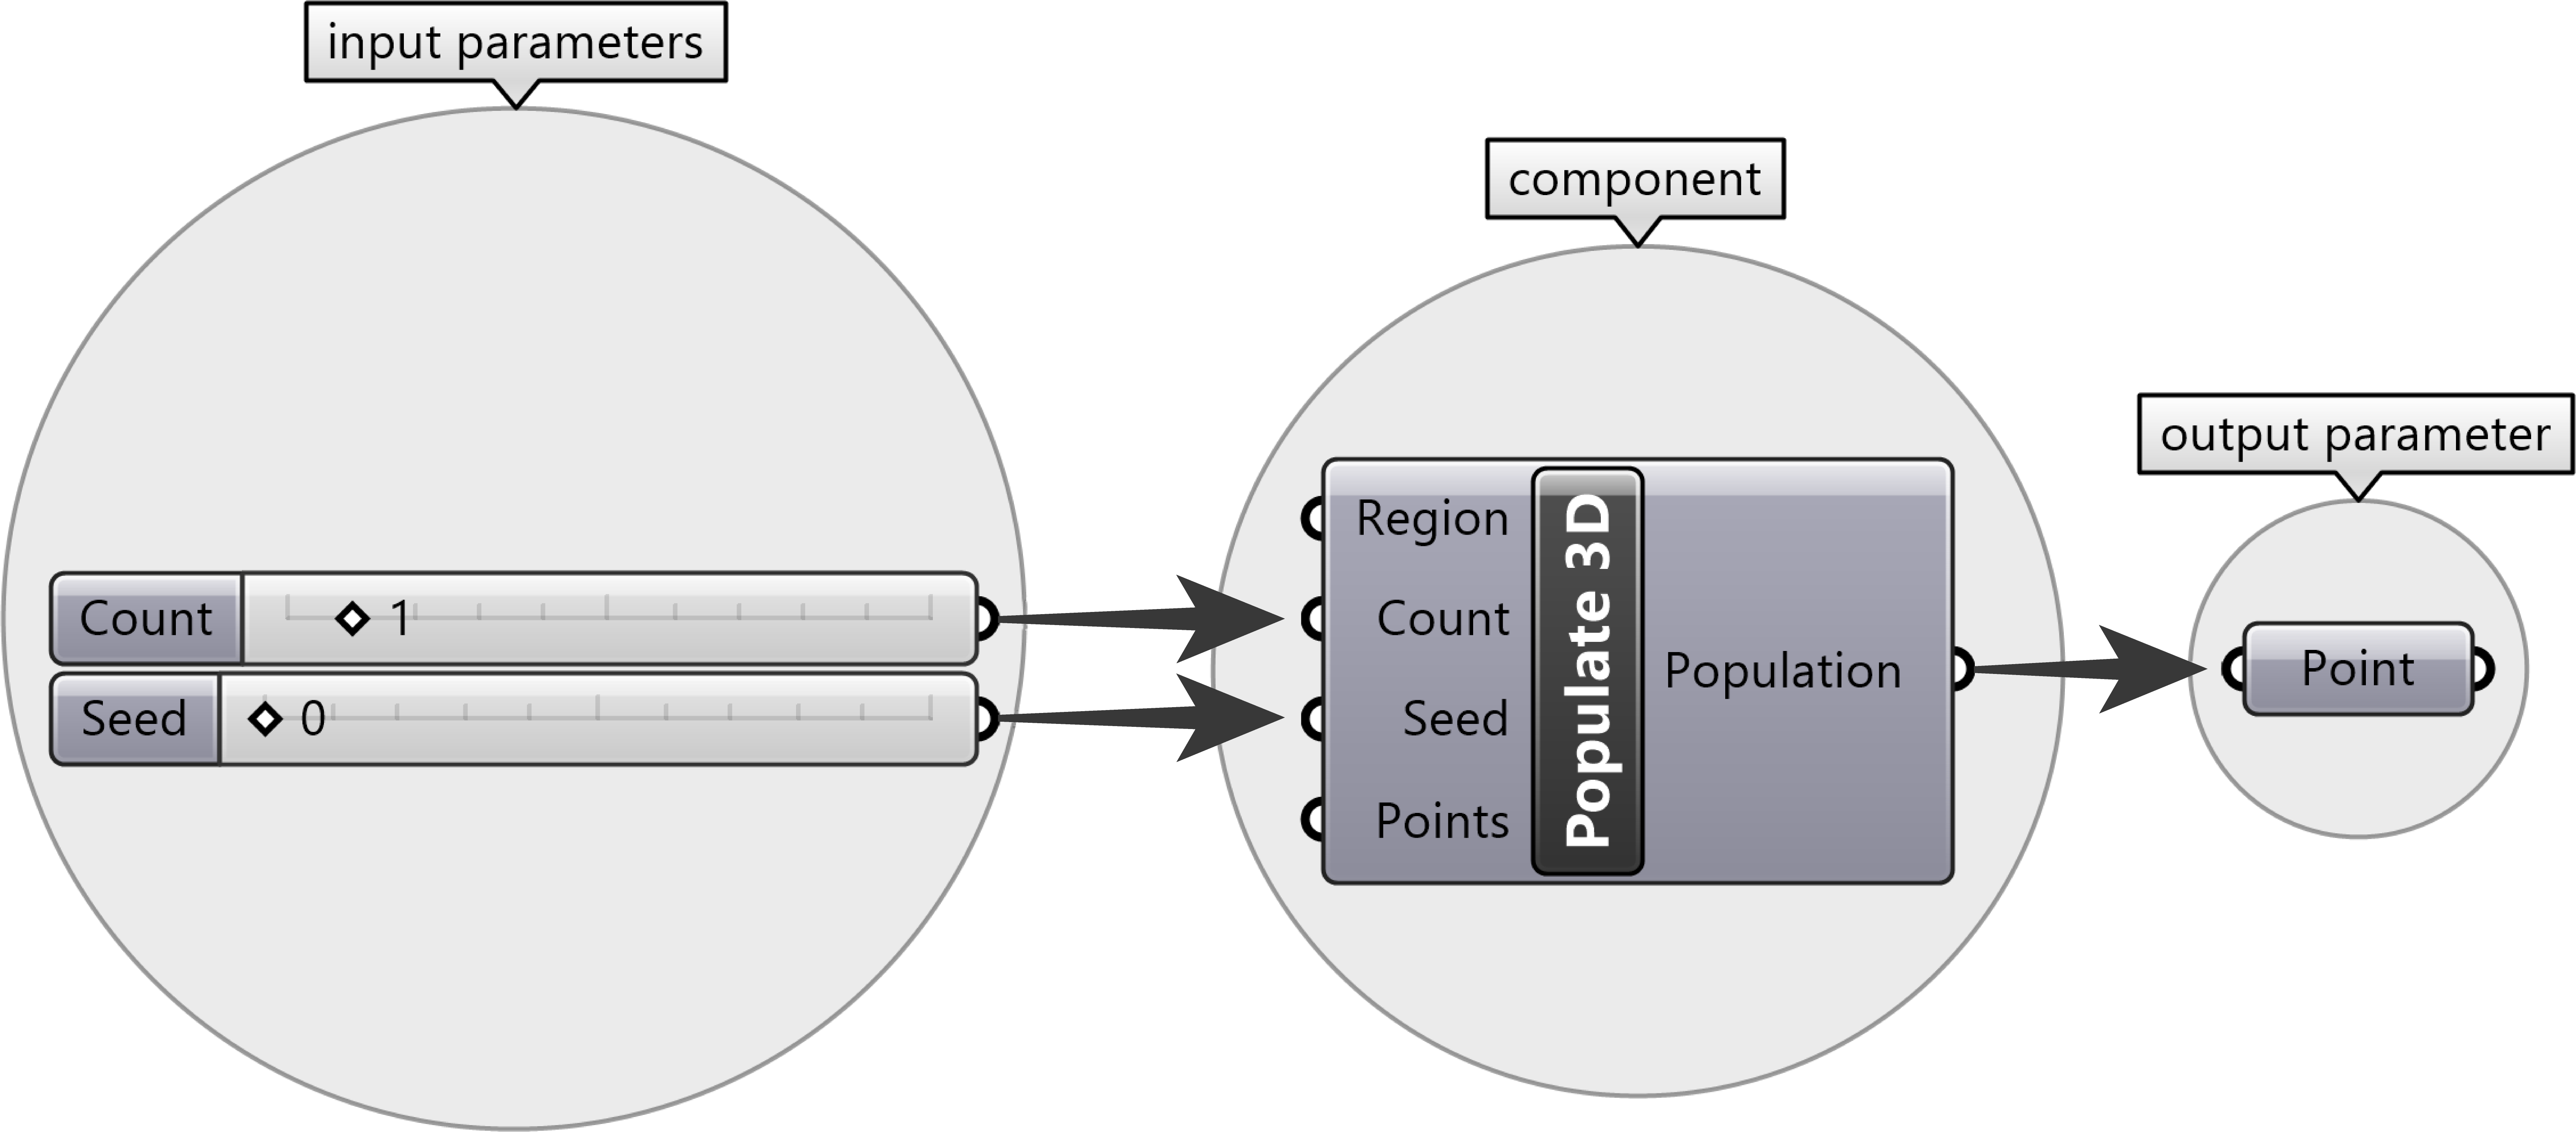 input parameters
component
output parameter
Count 1
Seed 0
Region
Count
Seed
Points
Populate 3D
Population
Point